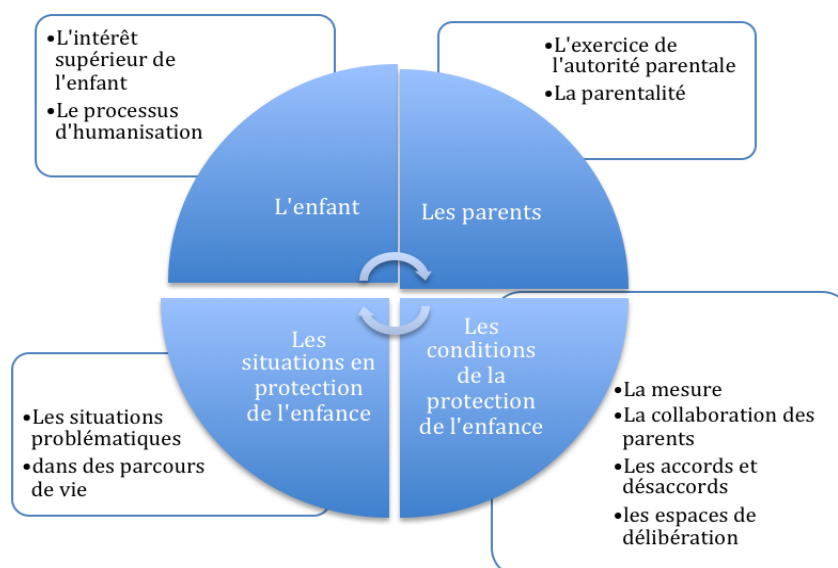 •L'intérêt
supérieur de
l'enfant
•Le processus
d'humanisation
•L'exercice de
l'autorité parentale
•La parentalité
L'enfant
Les parents
Les
situations en
protection
de l'enfance
Les
conditions
de la
protection
de l'enfance
•Les situations
problématiques
•dans des parcours
de vie
•La mesure
•La collaboration des
parents
•Les accords et
désaccords
•les espaces de
délibération